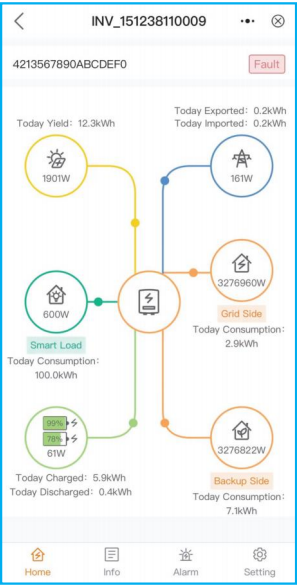 INV_151238110009
4213567890ABCDEF0
Fault
Today Exported: 0.2kWh
Today Imported: 0.2kWh
Today Yield: 12.3kWh
1901W
161W
3276960W
Grid Side
Today Consumption:
2.9kWh
600W
Smart Load
Today Consumption:
100.0kWh
99%
78%
61W
Today Charged: 5.9kWh
Today Discharged: 0.4kWh
3276822W
Backup Side
Today Consumption:
7.1kWh
Home
Info
Alarm
Setting